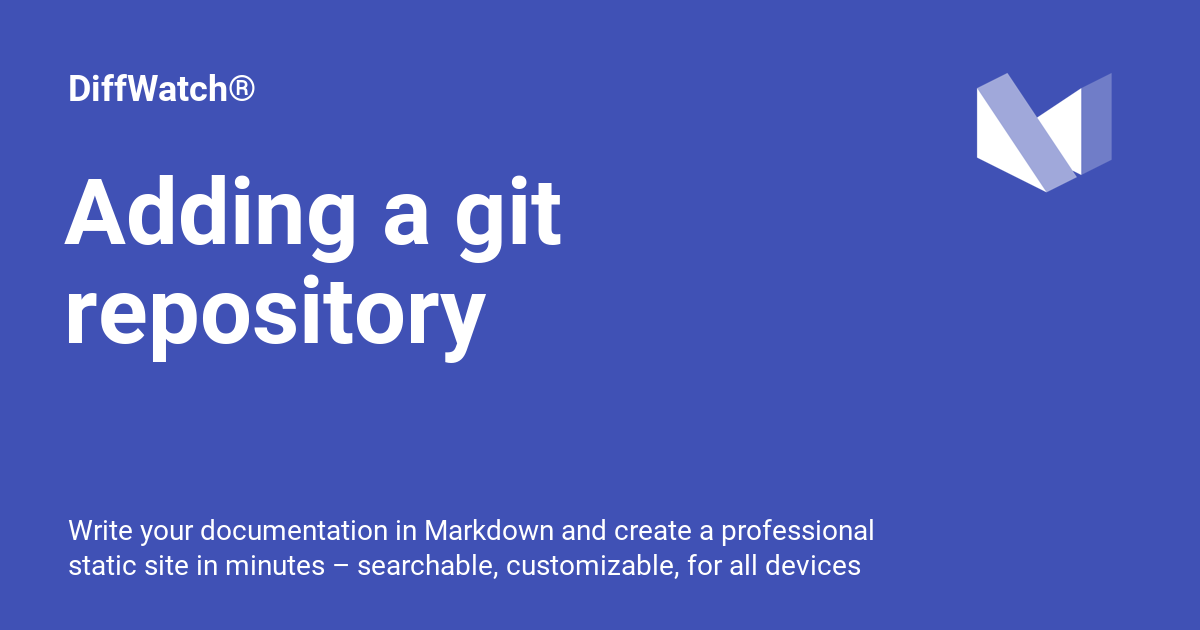 DiffWatch®
Adding a git
repository
Write your documentation in Markdown and create a professional
static site in minutes – searchable, customizable, for all devices